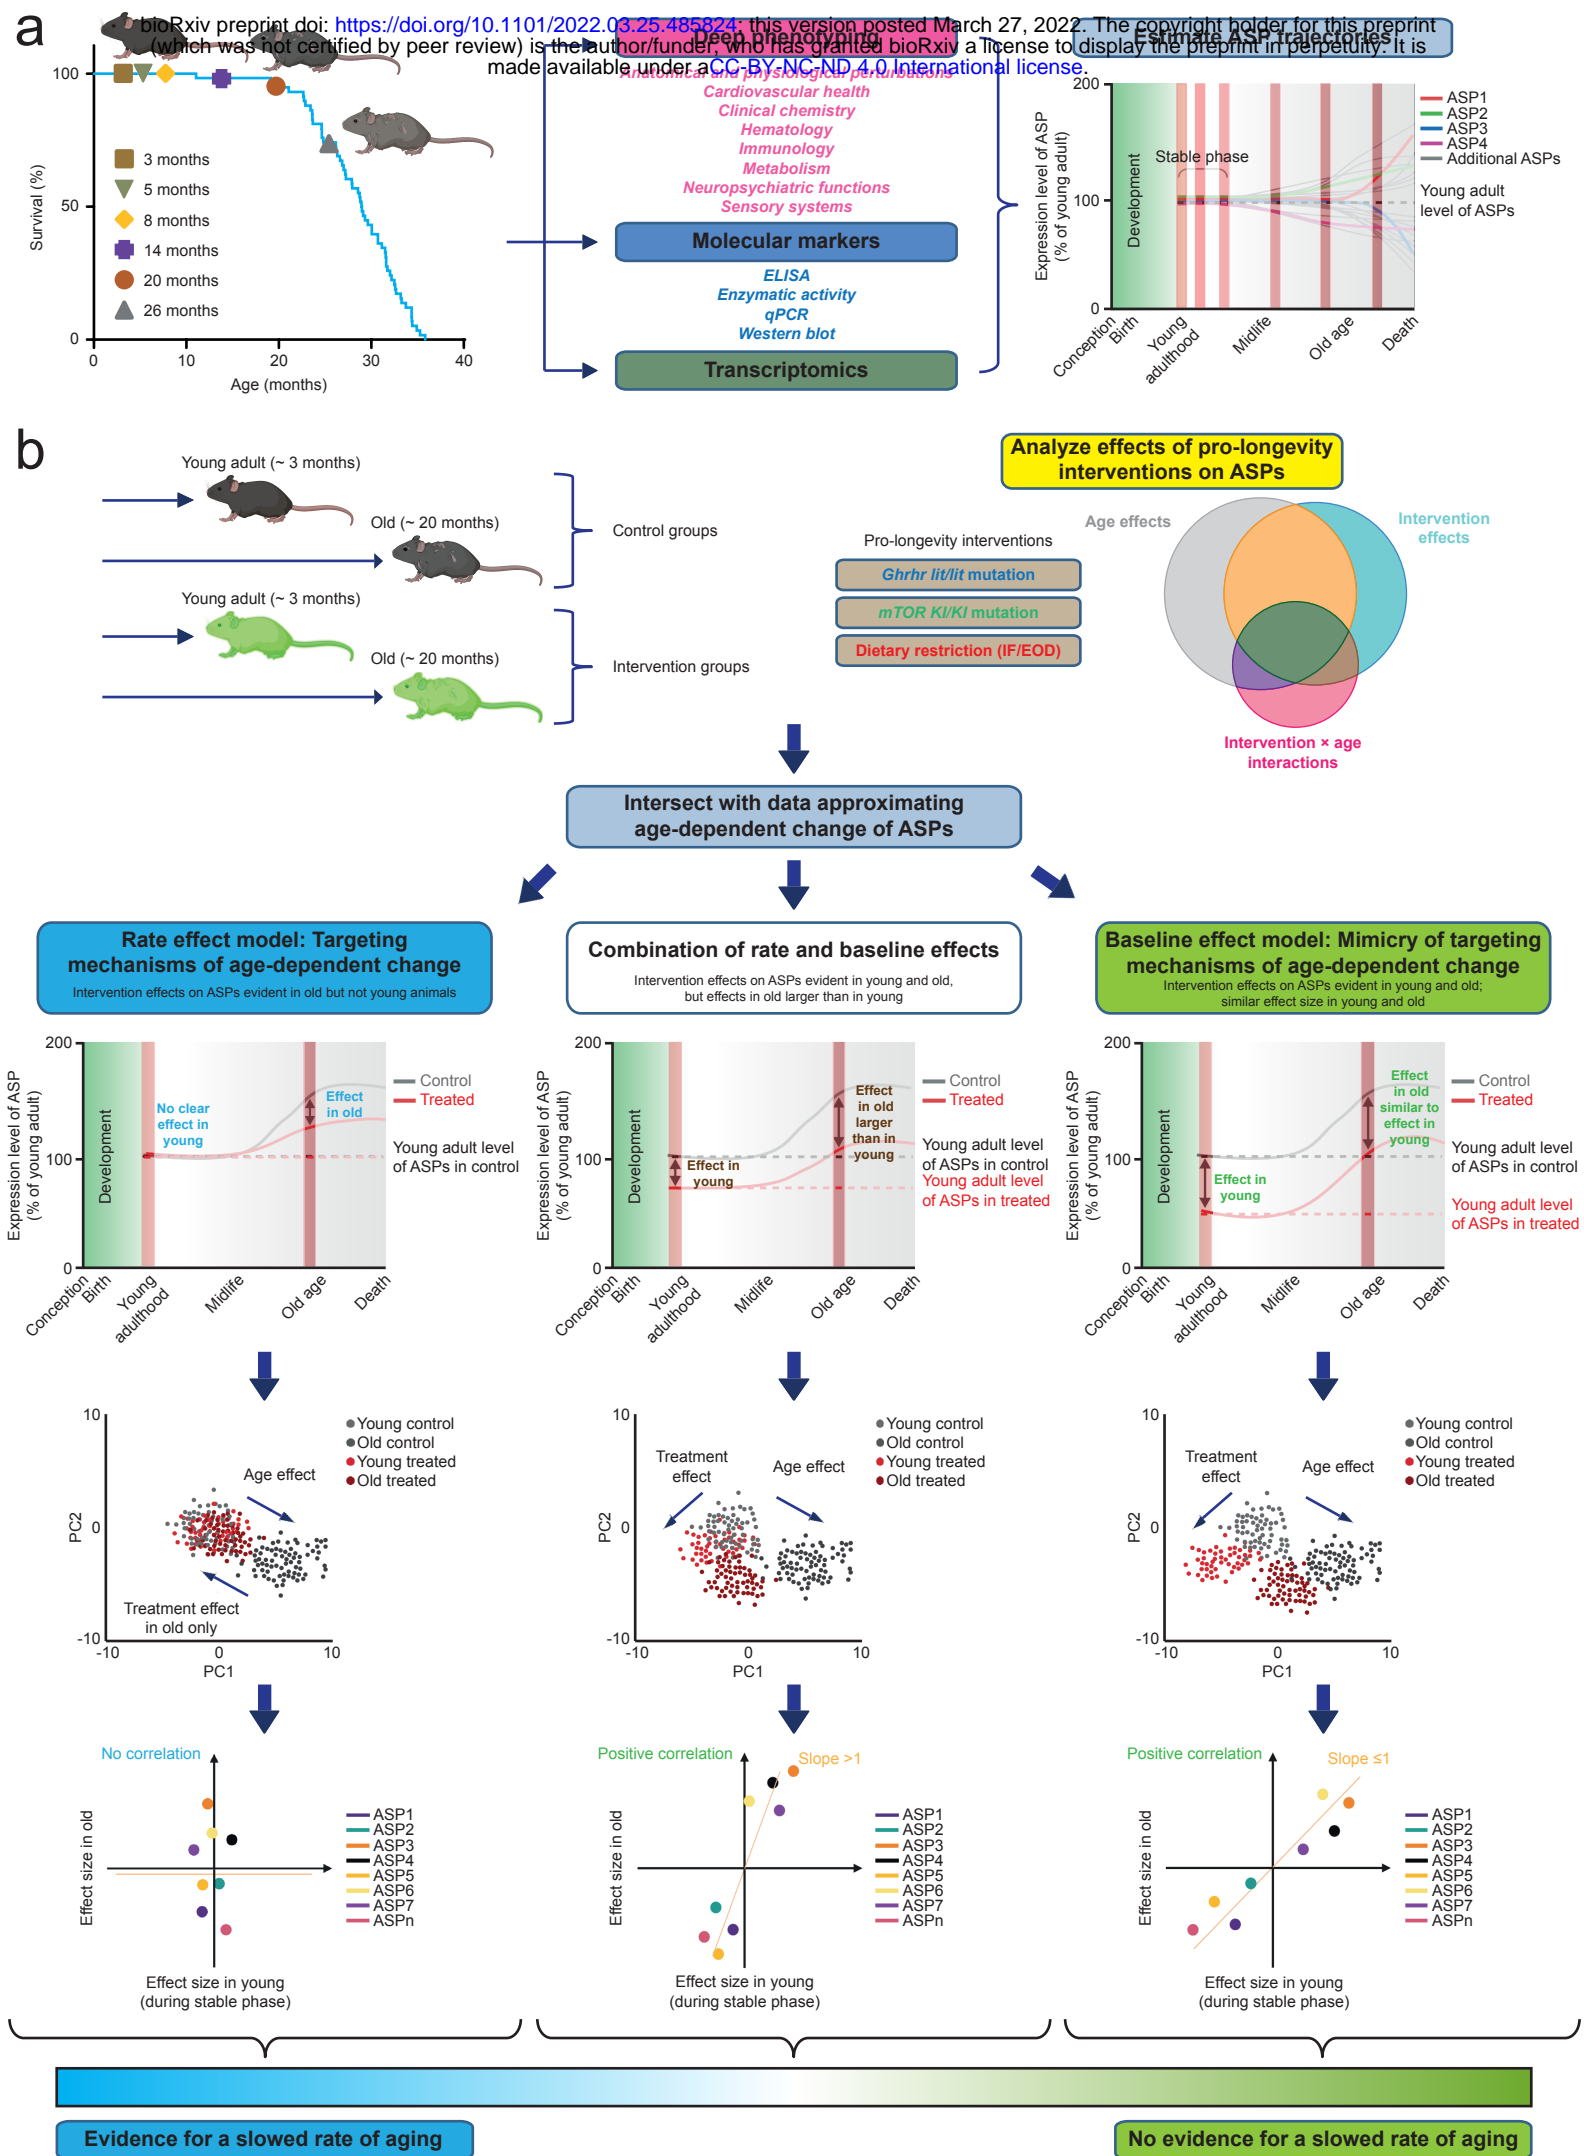 a
bioRxiv preprint doi: https://doi.org/10.1101/2022.03.25.485824; this version posted March 27, 2022. The copyright holder for this preprint
(which was not certified by peer review) is the author/funder, who has granted bioRxiv a license to display the preprint in perpetuity. It is
made available under aCC-BY-NC-ND 4.0 International license.
100
50
0
Survival (%)
3 months
5 months
8 months
14 months
20 months
26 months
0
10
20
30
40
Age (months)
Deep phenotyping
Anatomical and physiological perturbations
Cardiovascular health
Clinical chemistry
Hematology
Immunology
Metabolism
Neuropsychiatric functions
Sensory systems
Molecular markers
ELISA
Enzymatic activity
qPCR
Western blot
Transcriptomics
Estimate ASP trajectories
200
100
0
Expression level of ASP
(% of young adult)
Development
Stable phase
ASP1
ASP2
ASP3
ASP4
Additional ASPs
Young adult
level of ASPs
Conception
Birth
Young
adulthood
Midlife
Old age
Death
b
Young adult (~ 3 months)
Old (~ 20 months)
Control groups
Young adult (~ 3 months)
Old (~ 20 months)
Intervention groups
Pro-longevity interventions
Ghrhr lit/lit mutation
mTOR KI/KI mutation
Dietary restriction (IF/EOD)
Analyze effects of pro-longevity
interventions on ASPs
Age effects
Intervention
effects
Intervention × age
interactions
Intersect with data approximating
age-dependent change of ASPs
Rate effect model: Targeting
mechanisms of age-dependent change
Intervention effects on ASPs evident in old but not young animals
Combination of rate and baseline effects
Intervention effects on ASPs evident in young and old,
but effects in old larger than in young
Baseline effect model: Mimicry of targeting
mechanisms of age-dependent change
Intervention effects on ASPs evident in young and old;
similar effect size in young and old
200
100
0
Expression level of ASP
(% of young adult)
Development
No clear
effect in
young
Effect
in old
Control
Treated
Young adult level
of ASPs in control
Conception
Birth
Young
adulthood
Midlife
Old age
Death
200
100
0
Expression level of ASP
(% of young adult)
Development
Effect in
young
Effect
in old
larger
than in
young
Control
Treated
Young adult level
of ASPs in control
Young adult level
of ASPs in treated
Conception
Birth
Young
adulthood
Midlife
Old age
Death
200
100
0
Expression level of ASP
(% of young adult)
Development
Effect in
young
Effect
in old
similar to
effect in
young
Control
Treated
Young adult level
of ASPs in control
Young adult level
of ASPs in treated
Conception
Birth
Young
adulthood
Midlife
Old age
Death
10
0
-10
PC2
Young control
Old control
Young treated
Old treated
Age effect
Treatment effect
in old only
-10
0
10
PC1
10
0
-10
PC2
Treatment
effect
Age effect
Young control
Old control
Young treated
Old treated
-10
0
10
PC1
10
0
-10
PC2
Treatment
effect
Age effect
Young control
Old control
Young treated
Old treated
-10
0
10
PC1
No correlation
Effect size in old
ASP1
ASP2
ASP3
ASP4
ASP5
ASP6
ASP7
ASPn
Effect size in young
(during stable phase)
Positive correlation
Slope >1
Effect size in old
ASP1
ASP2
ASP3
ASP4
ASP5
ASP6
ASP7
ASPn
Effect size in young
(during stable phase)
Positive correlation
Slope ≤1
Effect size in old
ASP1
ASP2
ASP3
ASP4
ASP5
ASP6
ASP7
ASPn
Effect size in young
(during stable phase)
Evidence for a slowed rate of aging
No evidence for a slowed rate of aging